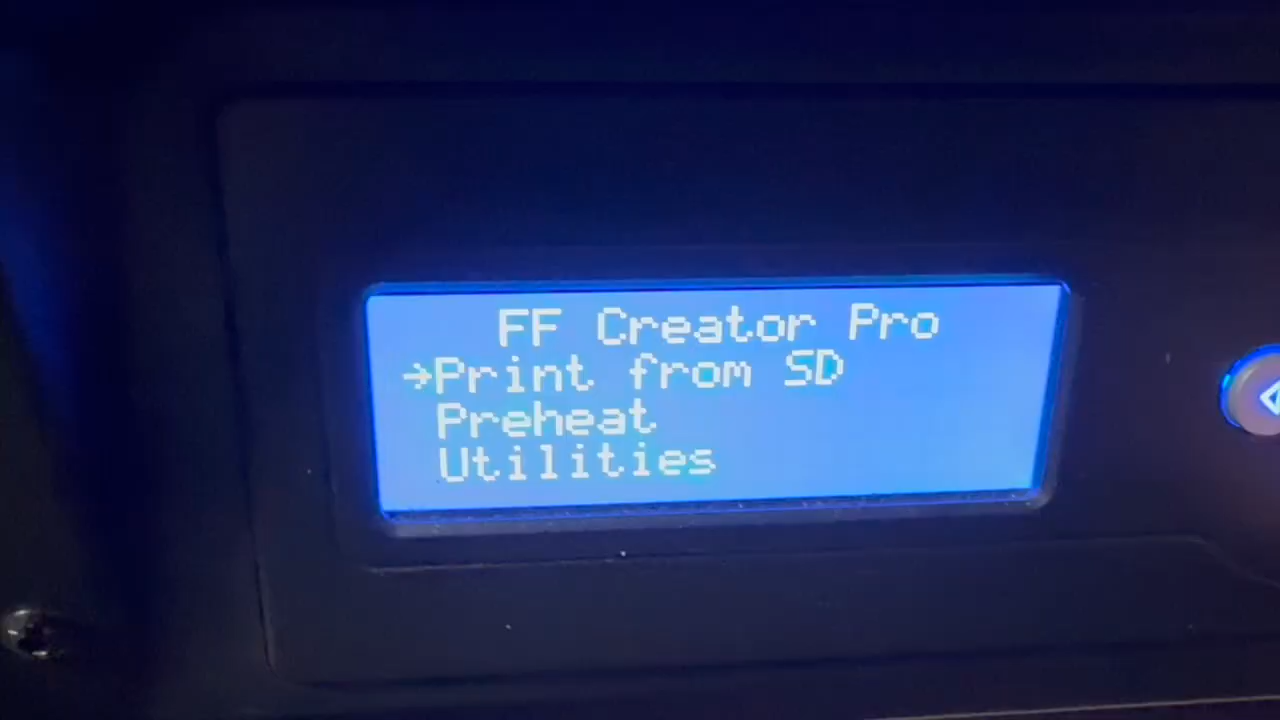 FF Creator Pro
→Print from SD
Preheat
Utilities